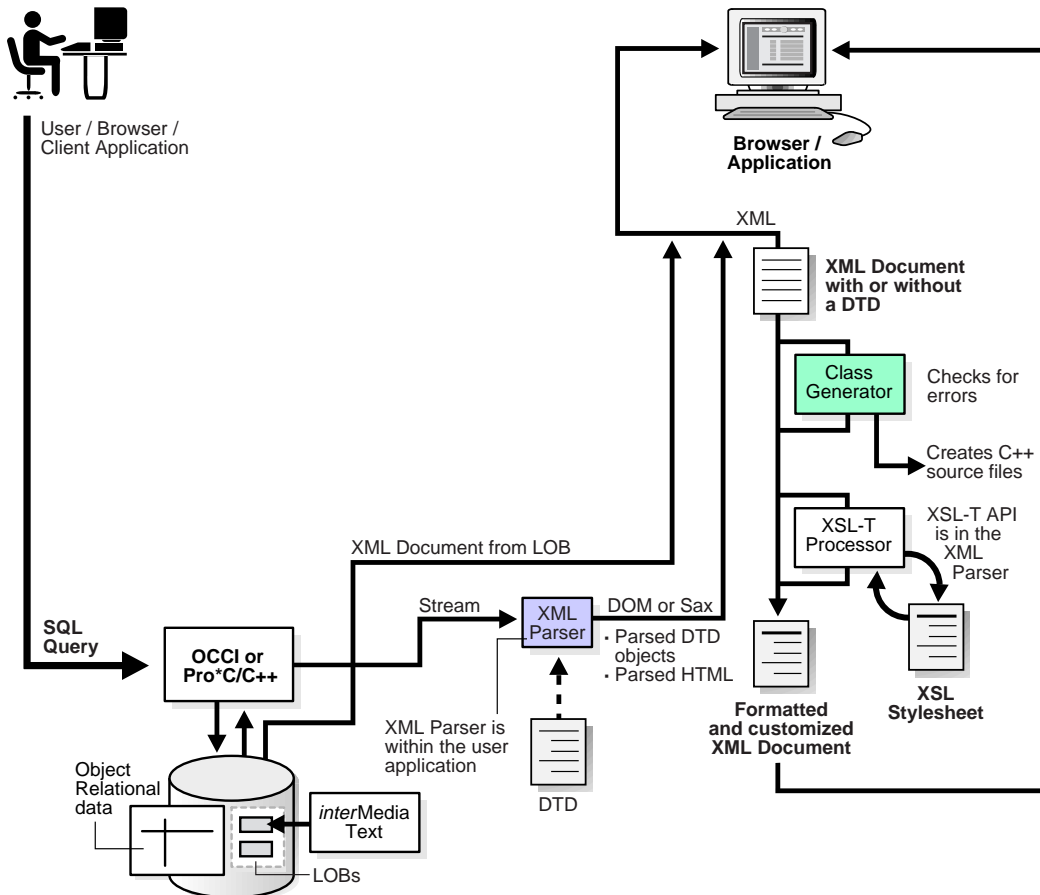 User / Browser /
Client Application
Browser /
Application
XML
XML Document
with or without
a DTD
Class
Generator
Checks for
errors
Creates C++
source files
XSL-T
Processor
XSL-T API
is in the
XML
Parser
XML Document from LOB
Stream
XML
Parser
DOM or Sax
· Parsed DTD
objects
· Parsed HTML
SQL
Query
OCCI or
Pro*C/C++
XML Parser is
within the user
application
DTD
Formatted
and customized
XML Document
XSL
Stylesheet
Object
Relational
data
interMedia
Text
LOBs